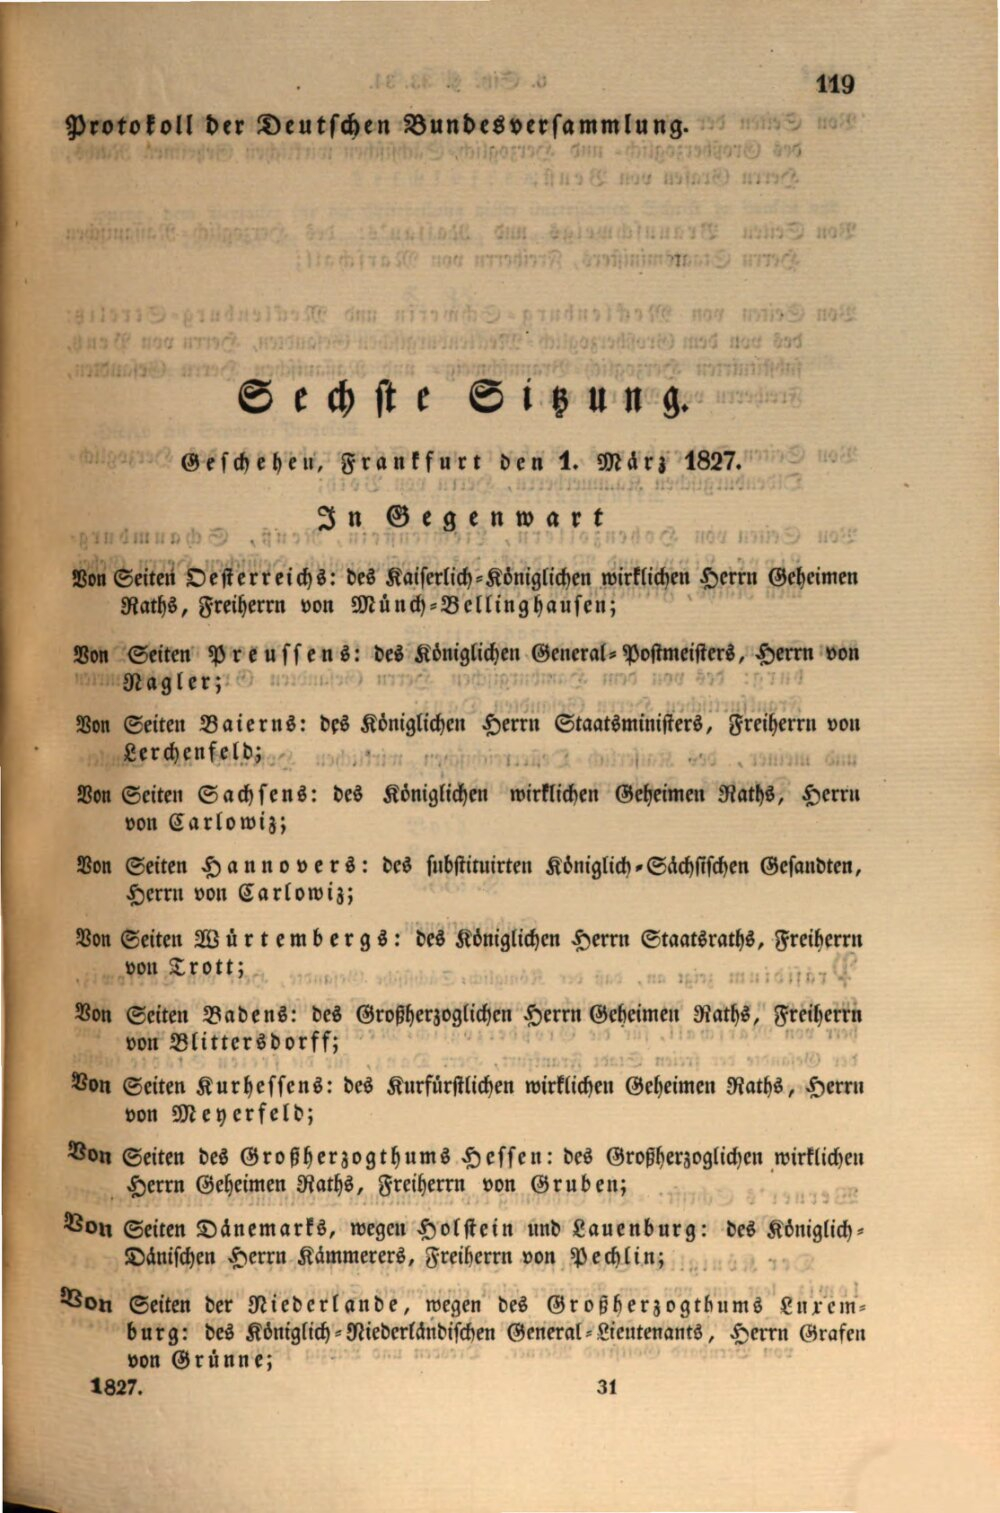 119
Protokoll der Deutschen Bundesversammlung.
Sechste Sitzung.
Geschehen, Frankfurt den 1. März 1827.
In Gegenwart
Von Seiten Oesterreichs: des Kaiserlich-Königlichen wirklichen Herrn Geheimen
Raths, Freiherrn von Münch-Bellinghausen;
Von Seiten Preussens: des Königlichen General-Postmeisters, Herrn von
Nagler;
Von Seiten Baierns: des Königlichen Herrn Staatsministers, Freiherrn von
Lerchenfeld;
Von Seiten Sachsens: des Königlichen wirklichen Geheimen Raths, Herrn
von Carlowiz;
Von Seiten Hannovers: des substituirten Königlich-Sächsischen Gesandten,
Herrn von Carlowiz;
Von Seiten Würtembergs: des Königlichen Herrn Staatsraths, Freiherrn
von Trott;
Von Seiten Badens: des Großherzoglichen Herrn Geheimen Raths, Freiherrn
von Blittersdorff;
Von Seiten Kurhessens: des Kurfürstlichen wirklichen Geheimen Raths, Herrn
von Meyerfeld;
Von Seiten des Großherzogthums Hessen: des Großherzoglichen wirklichen
Herrn Geheimen Raths, Freiherrn von Gruben;
Von Seiten Dänemarks, wegen Holstein und Lauenburg: des Königlich-
Dänischen Herrn Kämmerers, Freiherrn von Pechlin;
Von Seiten der Niederlande, wegen des Großherzogthums Luxem-
burg: des Königlich-Niederländischen General-Lieutenants, Herrn Grafen
von Grünne;
1827. 31